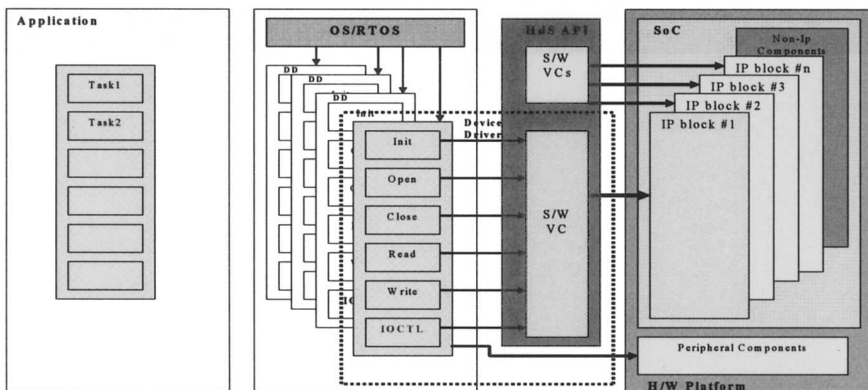 Application
Task1
Task2
OS/RTOS
DD
DD
DD
Init
Init
Open
Close
Read
Write
IOCTL
Device
Driver
HdS API
S/W
VCs
S/W
VC
SoC
Non-Ip
Components
IP block #n
IP block #3
IP block #2
IP block #1
Peripheral Components
H/W Platform